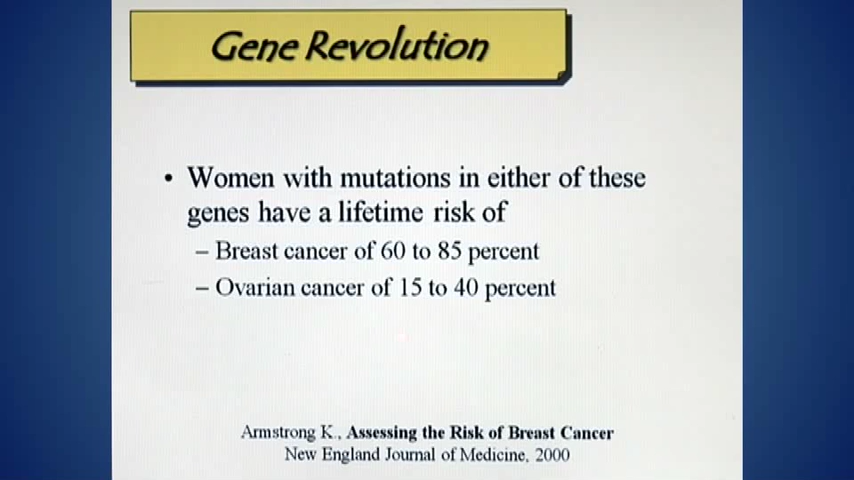 Gene Revolution
• Women with mutations in either of these
genes have a lifetime risk of
– Breast cancer of 60 to 85 percent
– Ovarian cancer of 15 to 40 percent
Armstrong K., Assessing the Risk of Breast Cancer
New England Journal of Medicine, 2000